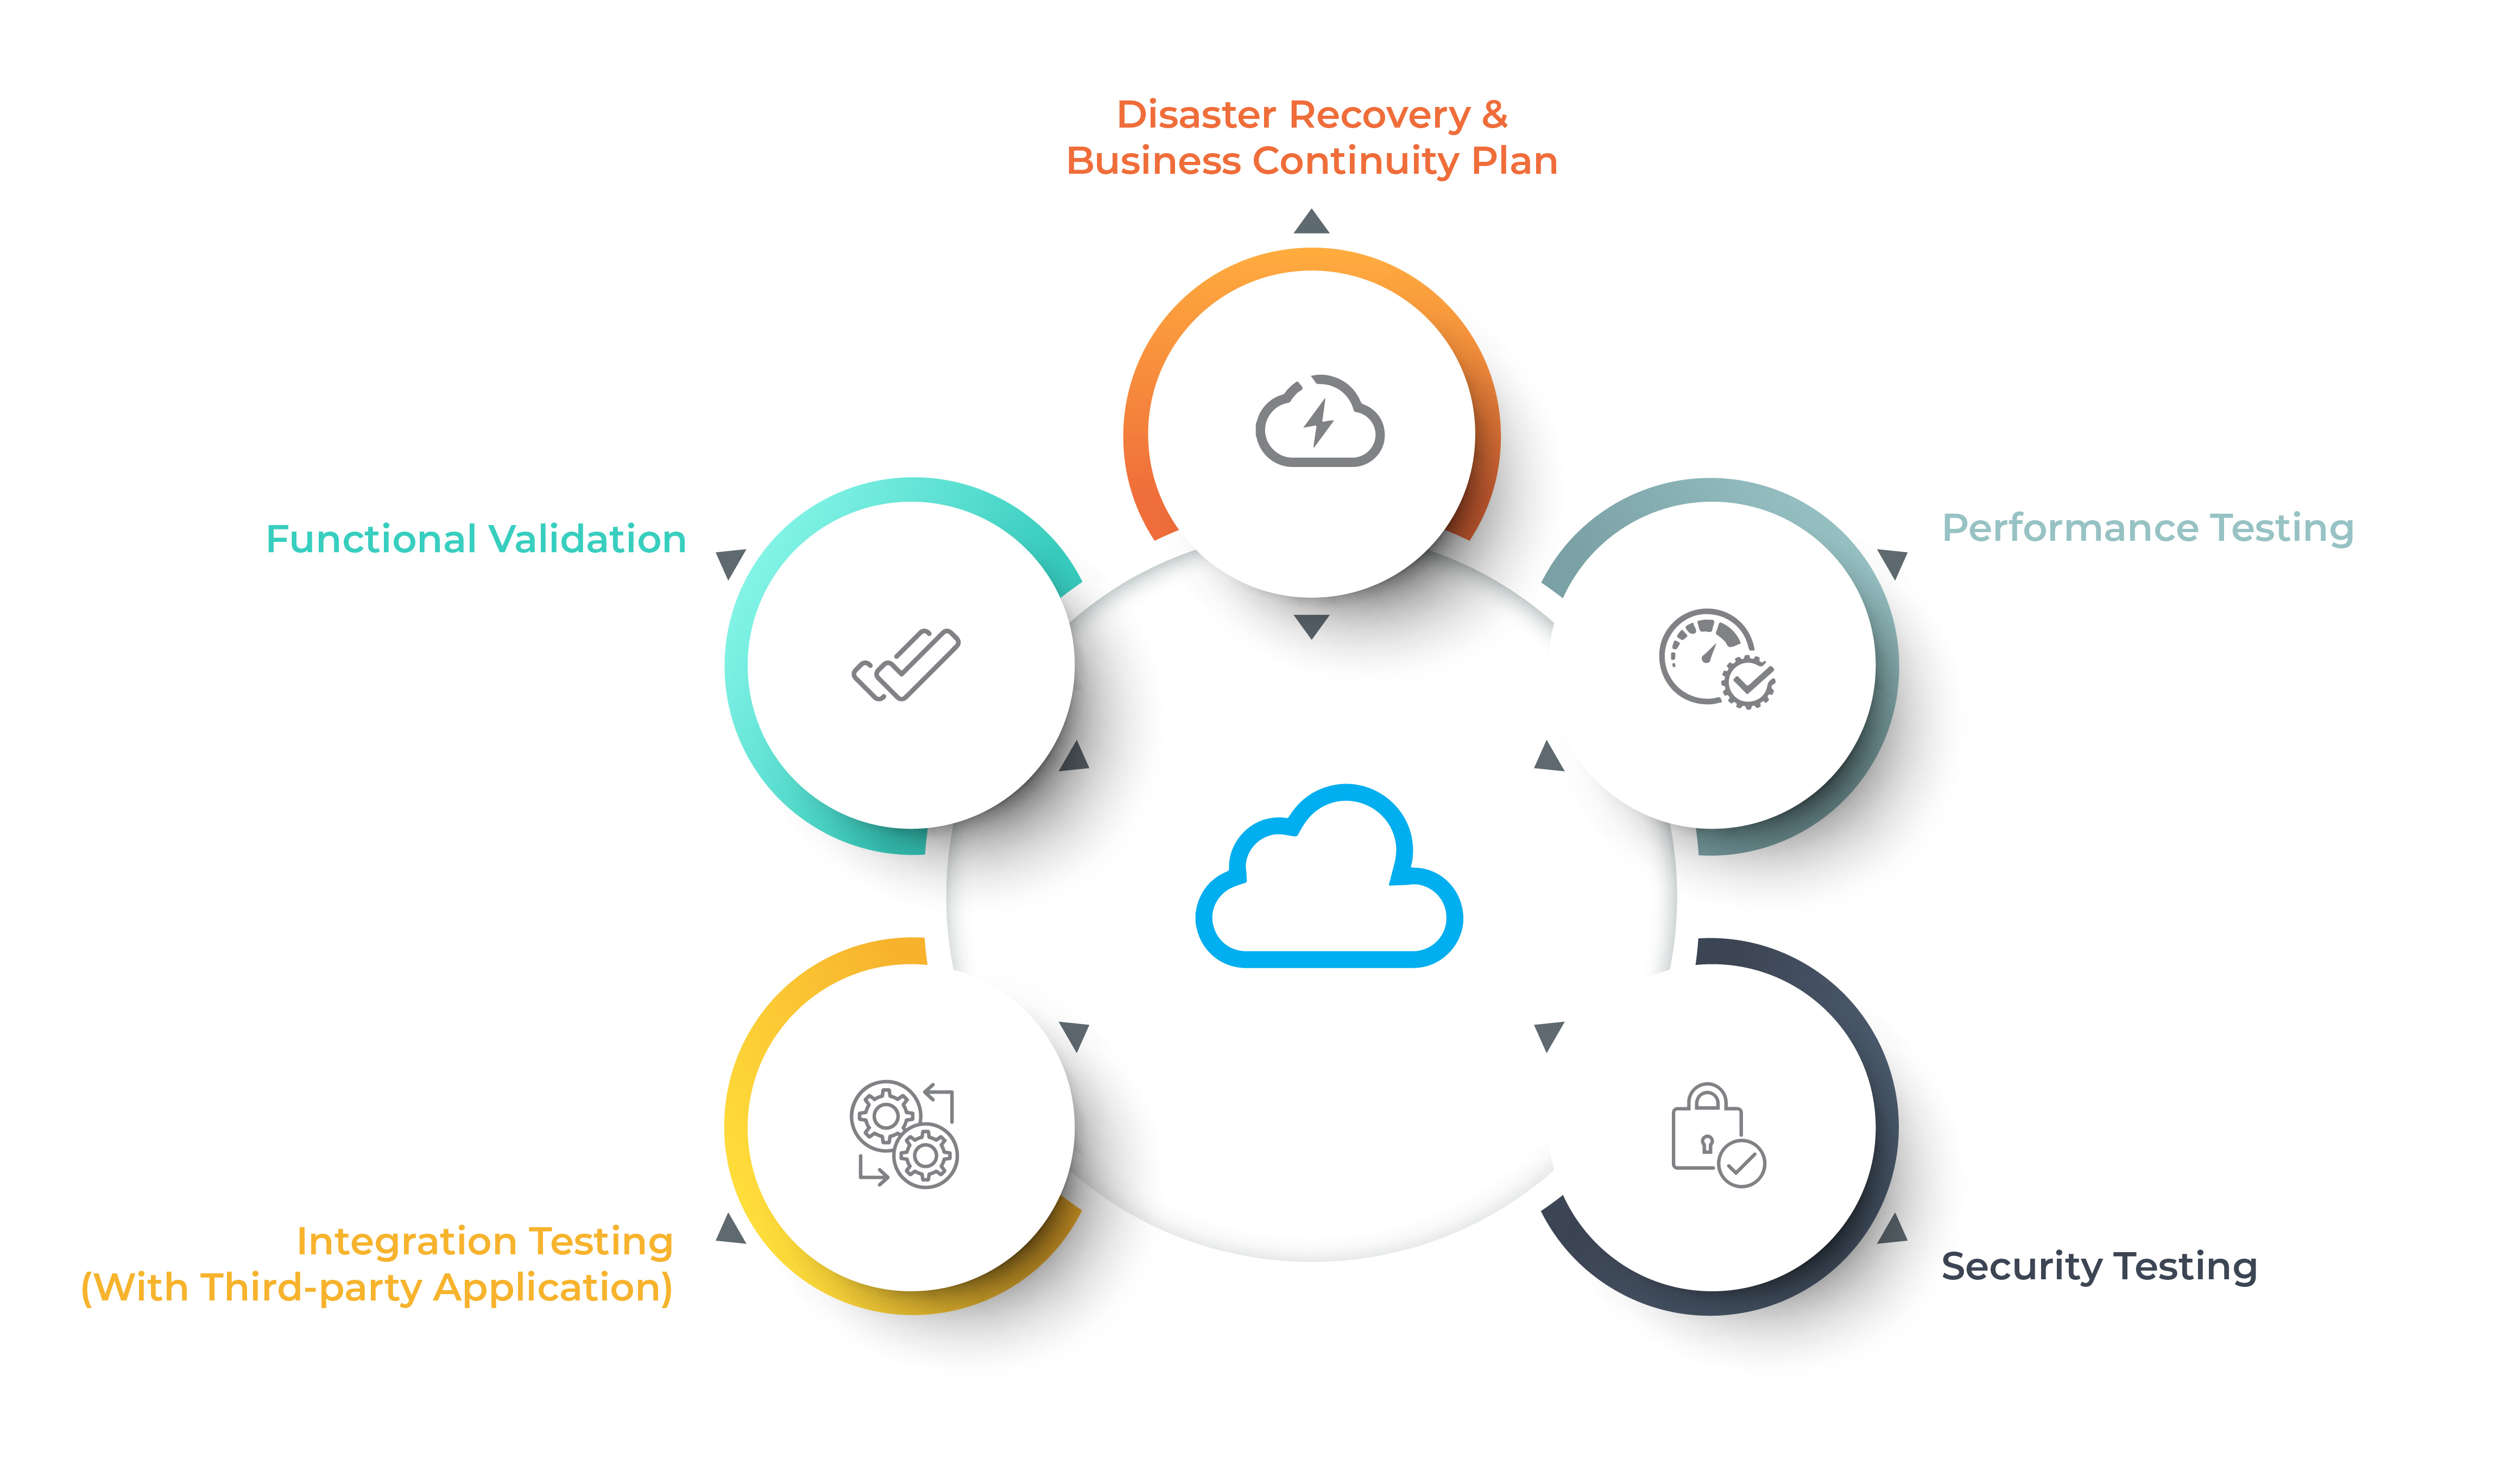 Disaster Recovery &
Business Continuity Plan
Functional Validation
Performance Testing
Integration Testing
(With Third-party Application)
Security Testing